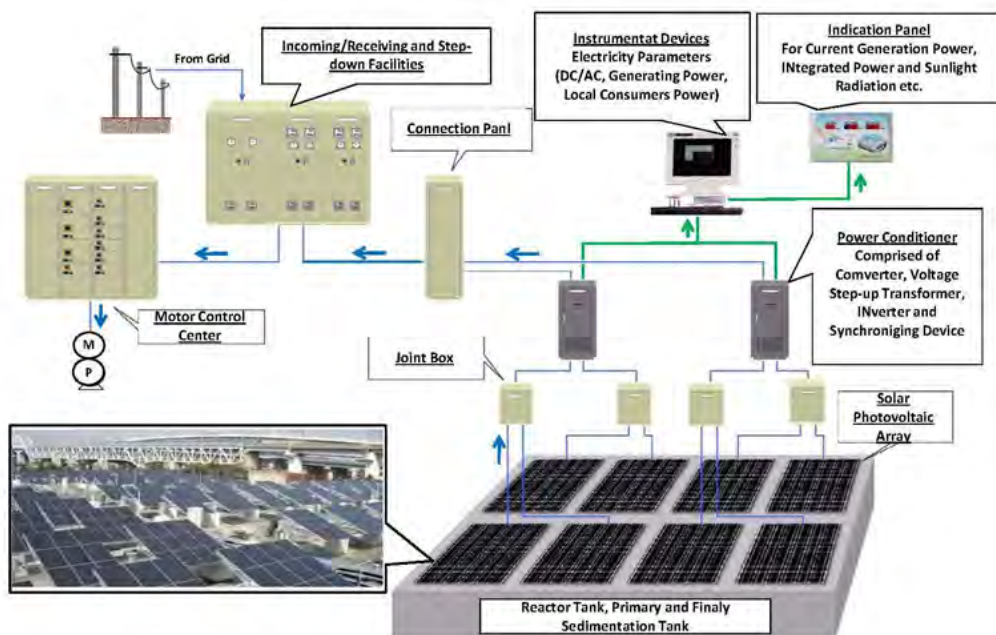 From Grid
Incoming/Receiving and Step-
down Facilities
Instrumentat Devices
Electricity Parameters
(DC/AC, Generating Power,
Local Consumers Power)
Indication Panel
For Current Generation Power,
INtegrated Power and Sunlight
Radiation etc.
Connection Panl
Power Conditioner
Comprised of
Comverter, Voltage
Step-up Transformer,
INverter and
Synchroniging Device
Motor Control
Center
M
P
Joint Box
Solar
Photovoltaic
Array
Reactor Tank, Primary and Finaly
Sedimentation Tank